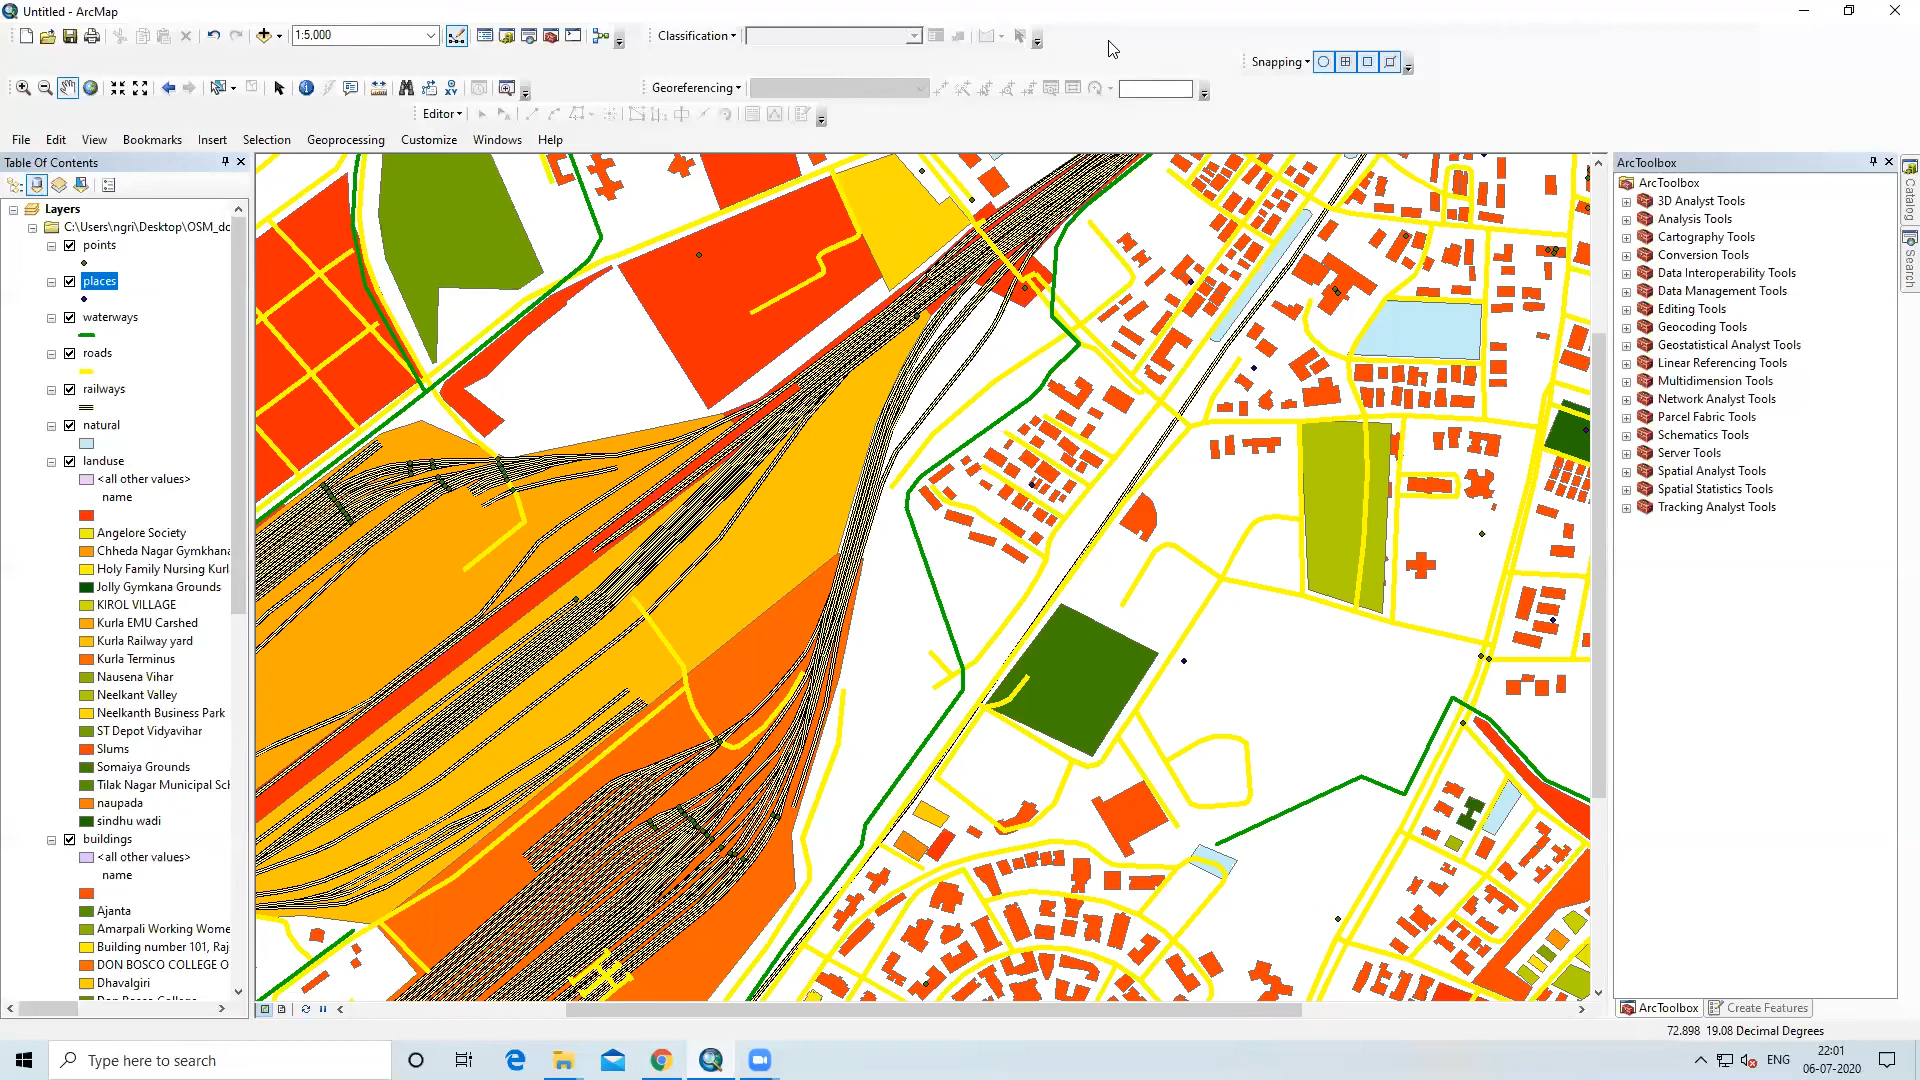 Untitled - ArcMap
1:5,000
Classification
Snapping
Georeferencing
Editor
File Edit View Bookmarks Insert Selection Geoprocessing Customize Windows Help
Table Of Contents
Layers
C:\Users\ngri\Desktop\OSM_dc
points
places
waterways
roads
railways
natural
landuse
<all other values>
name
Angelore Society
Chheda Nagar Gymkhana
Holy Family Nursing Kurl
Jolly Gymkana Grounds
KIROL VILLAGE
Kurla EMU Carshed
Kurla Railway yard
Kurla Terminus
Nausena Vihar
Neelkant Valley
Neelkanth Business Park
ST Depot Vidyavihar
Slums
Somaiya Grounds
Tilak Nagar Municipal Sch
naupada
sindhu wadi
buildings
<all other values>
name
Ajanta
Amarpali Working Wome
Building number 101, Raj
DON BOSCO COLLEGE O
Dhavalgiri
Don Bosco College
ArcToolbox
ArcToolbox
3D Analyst Tools
Analysis Tools
Cartography Tools
Conversion Tools
Data Interoperability Tools
Data Management Tools
Editing Tools
Geocoding Tools
Geostatistical Analyst Tools
Linear Referencing Tools
Multidimension Tools
Network Analyst Tools
Parcel Fabric Tools
Schematics Tools
Server Tools
Spatial Analyst Tools
Spatial Statistics Tools
Tracking Analyst Tools
Catalog
Search
ArcToolbox Create Features
72.898 19.08 Decimal Degrees
Type here to search
ENG
22:01
06-07-2020